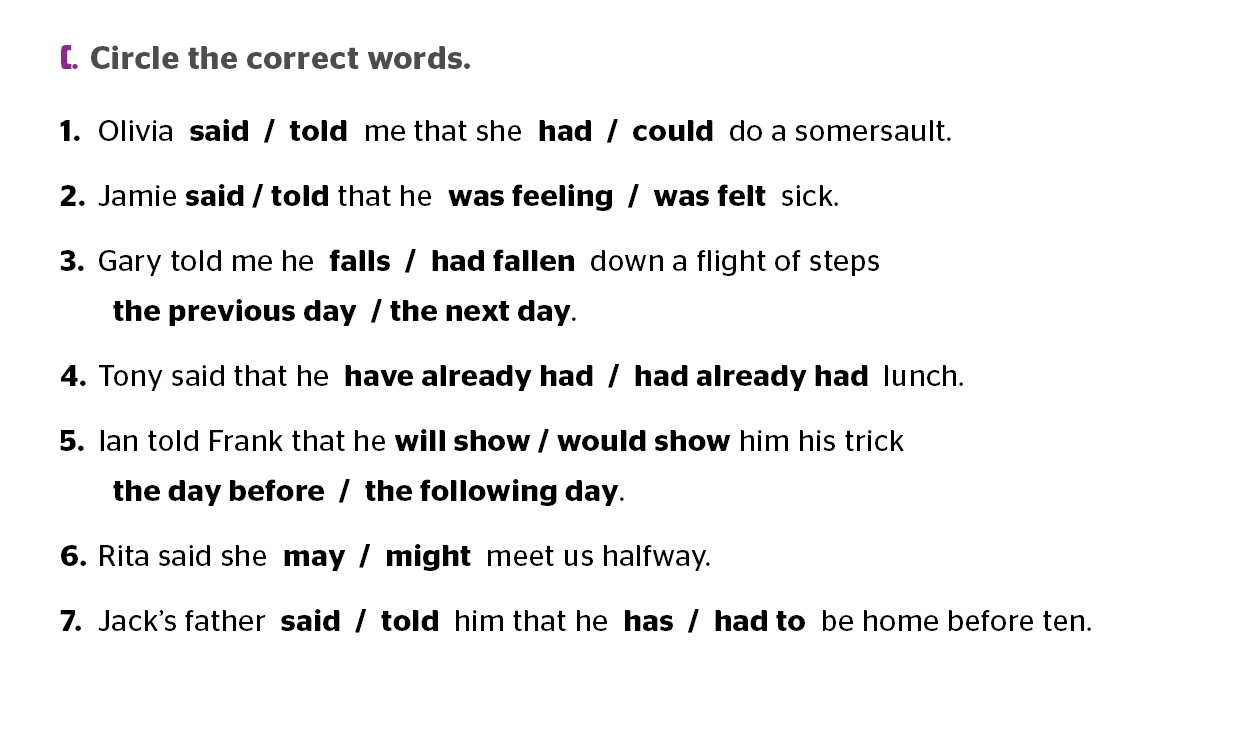 C. Circle the correct words.
1. Olivia said / told me that she had / could do a somersault.
2. Jamie said / told that he was feeling / was felt sick.
3. Gary told me he falls / had fallen down a flight of steps
the previous day / the next day.
4. Tony said that he have already had / had already had lunch.
5. Ian told Frank that he will show / would show him his trick
the day before / the following day.
6. Rita said she may / might meet us halfway.
7. Jack’s father said / told him that he has / had to be home before ten.